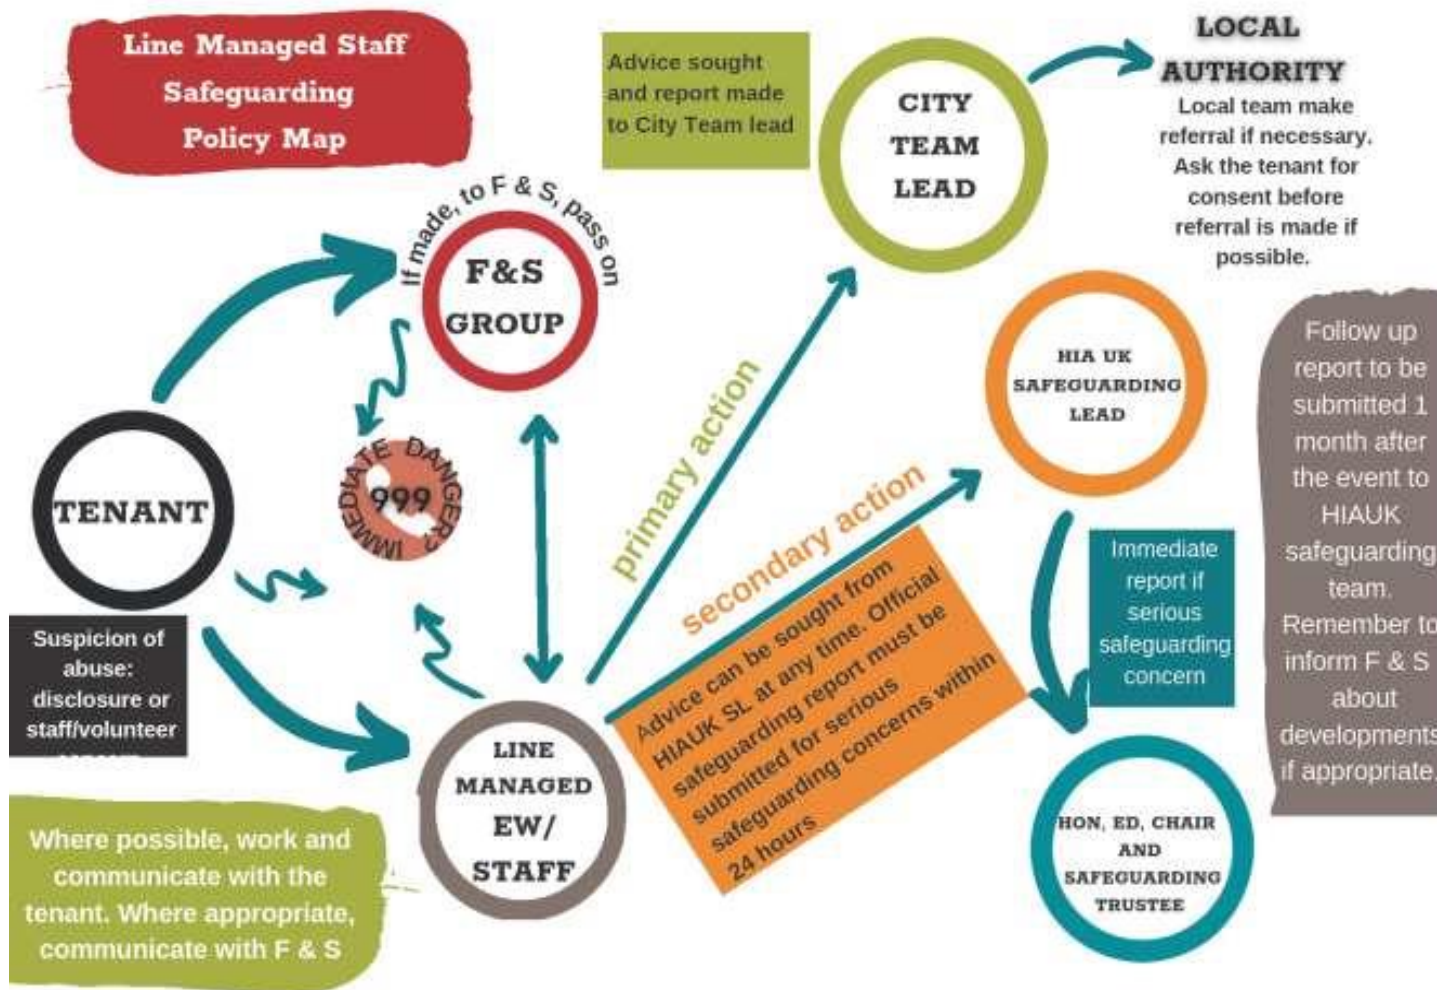 Line Managed Staff
Safeguarding
Policy Map
Advice sought
and report made
to City Team lead
CITY
TEAM
LEAD
LOCAL
AUTHORITY
Local team make
referral if necessary.
Ask the tenant for
consent before
referral is made if
possible.
If made, to F & S, pass on
F&S
GROUP
HIA UK
SAFEGUARDING
LEAD
Follow up
report to be
submitted 1
month after
the event to
HIAUK
safeguarding
team.
Remember to
inform F & S
about
developments
if appropriate.
TENANT
IMMEDIATE DANGER?
999
primary action
secondary action
Advice can be sought from
HIAUK SL at any time. Official
safeguarding report must be
submitted for serious
safeguarding concerns within
24 hours
Immediate
report if
serious
safeguarding
concern
Suspicion of
abuse:
disclosure or
staff/volunteer
LINE
MANAGED
EW/
STAFF
HON, ED, CHAIR
AND
SAFEGUARDING
TRUSTEE
Where possible, work and
communicate with the
tenant. Where appropriate,
communicate with F & S